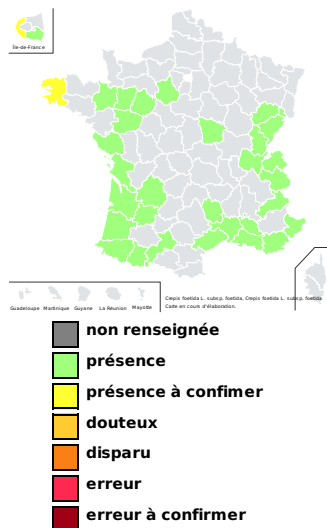 Île-de-France
Guadeloupe Martinique Guyane La Réunion Mayotte
Crepis foetida L. subsp. foetida, Crepis foetida L. subsp. foetida
Carte en cours d'élaboration.
non renseignée
présence
présence à confimer
douteux
disparu
erreur
erreur à confirmer